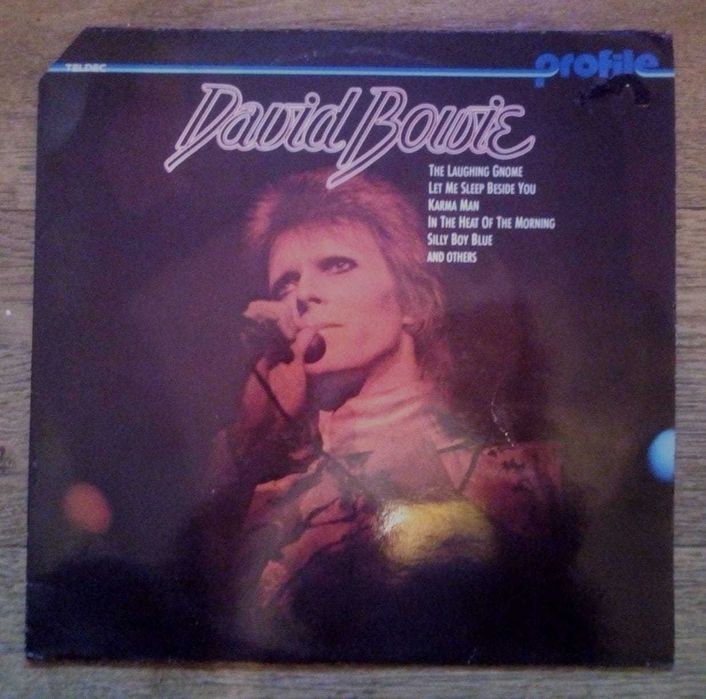 TELDEC
profile
David Bowie
THE LAUGHING GNOME
LET ME SLEEP BESIDE YOU
KARMA MAN
IN THE HEAT OF THE MORNING
SILLY BOY BLUE
AND OTHERS